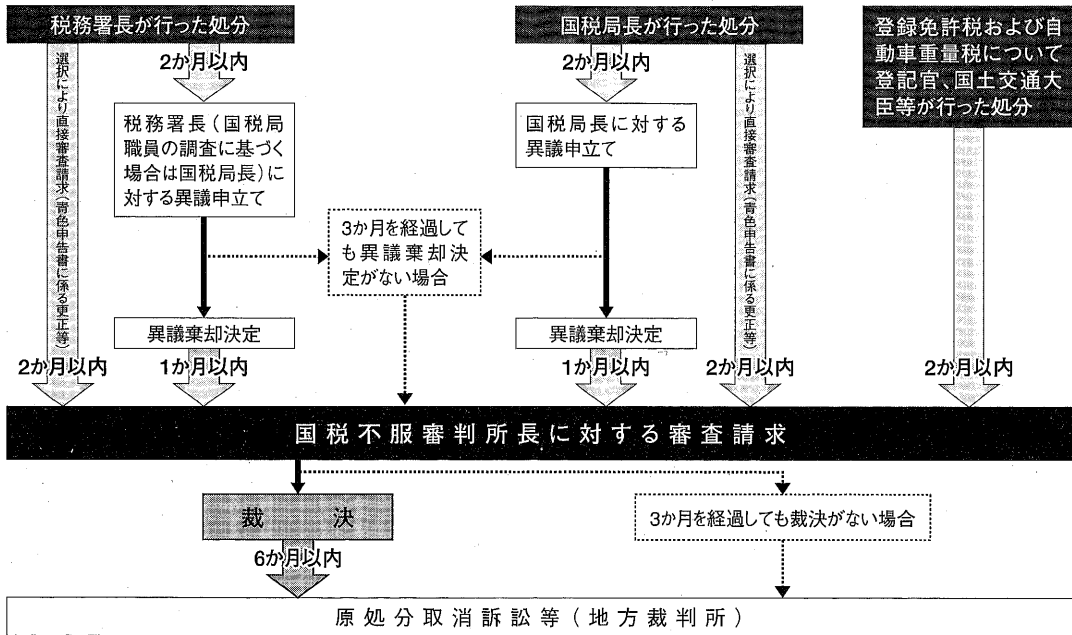 税務署長が行った処分
国税局長が行った処分
登録免許税および自
動車重量税について
登記官、国土交通大
臣等が行った処分
選択により直接審査請求(青色申告書に係る更正等)
2か月以内
2か月以内
選択により直接審査請求(青色申告書に係る更正等)
税務署長(国税局
職員の調査に基づく
場合は国税局長)に
対する異議申立て
国税局長に対する
異議申立て
3か月を経過して
も異議棄却決
定がない場合
異議棄却決定
異議棄却決定
2か月以内
1か月以内
1か月以内
2か月以内
2か月以内
国税不服審判所長に対する審査請求
裁決
3か月を経過しても裁決がない場合
6か月以内
原処分取消訴訟等(地方裁判所)